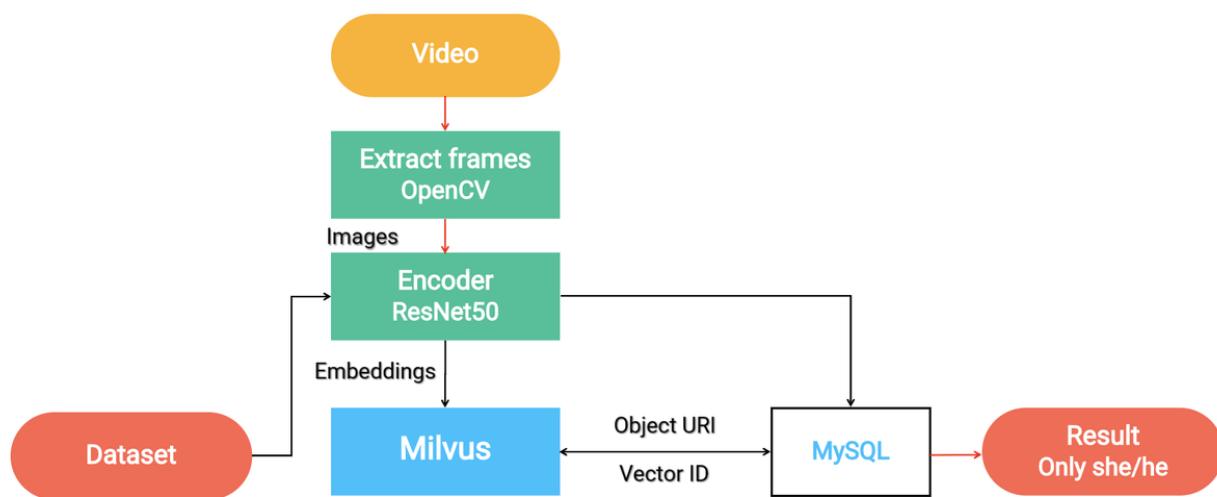 Video
Extract frames
OpenCV
Images
Encoder
ResNet50
Embeddings
Dataset
Milvus
Object URI
Vector ID
MySQL
Result
Only she/he